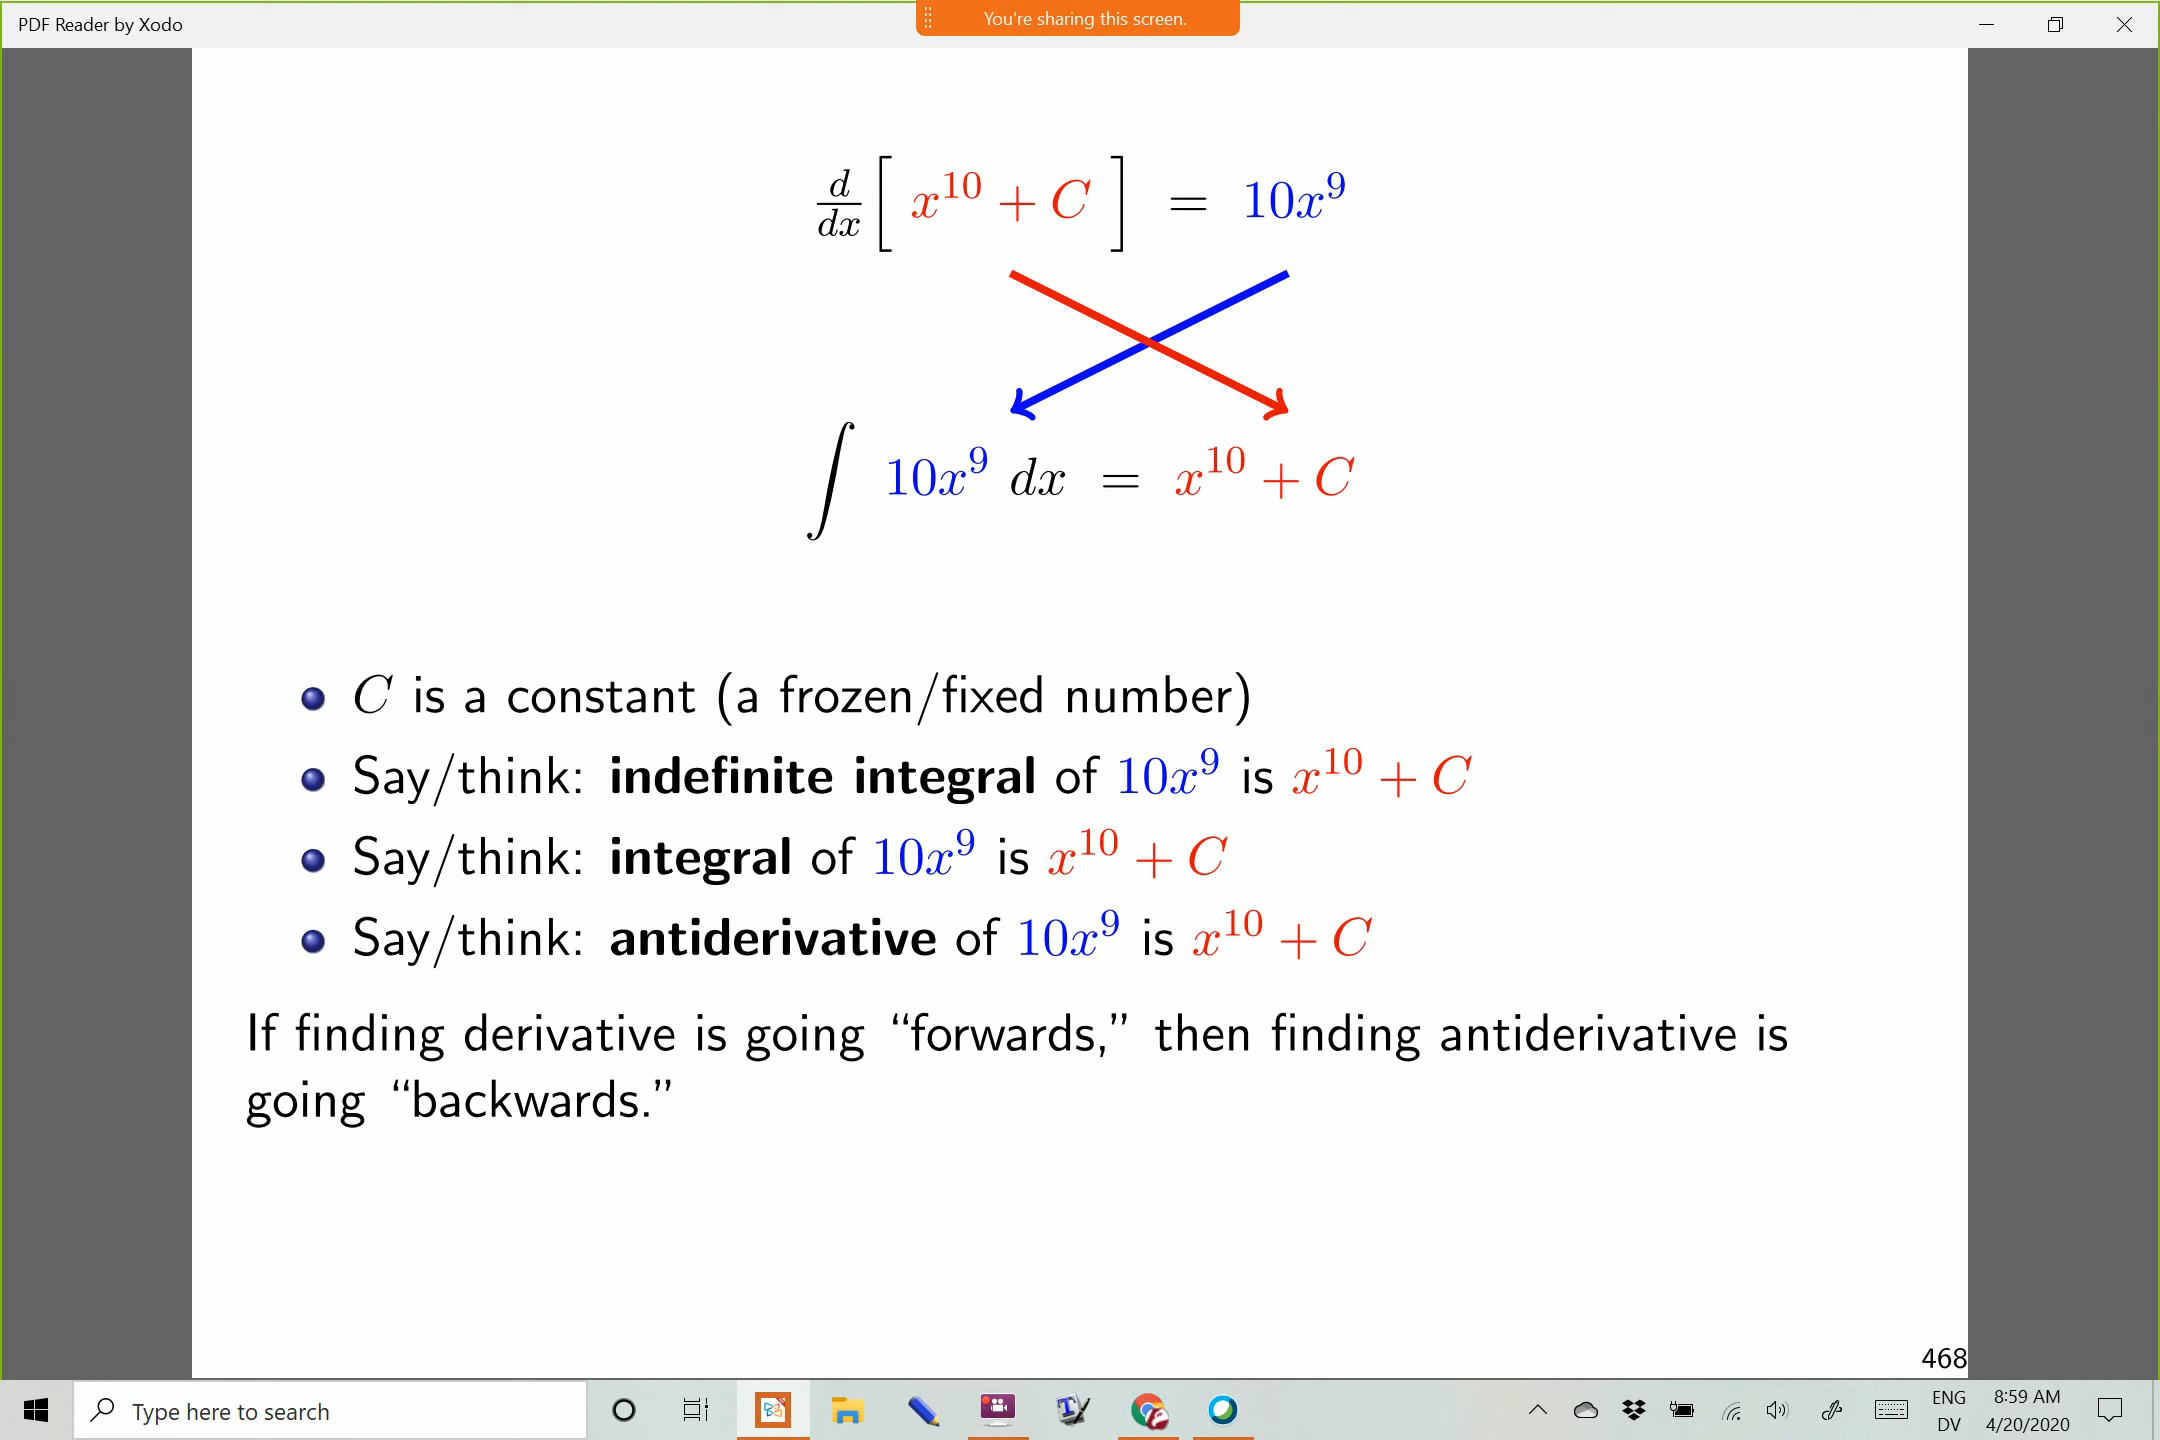 PDF Reader by Xodo
You're sharing this screen.
d/dx [ x^10 + C ] = 10x^9
∫ 10x^9 dx = x^10 + C
C is a constant (a frozen/fixed number)
Say/think: indefinite integral of 10x^9 is x^10 + C
Say/think: integral of 10x^9 is x^10 + C
Say/think: antiderivative of 10x^9 is x^10 + C
If finding derivative is going “forwards,” then finding antiderivative is
going “backwards.”
468
Type here to search
ENG
DV
8:59 AM
4/20/2020